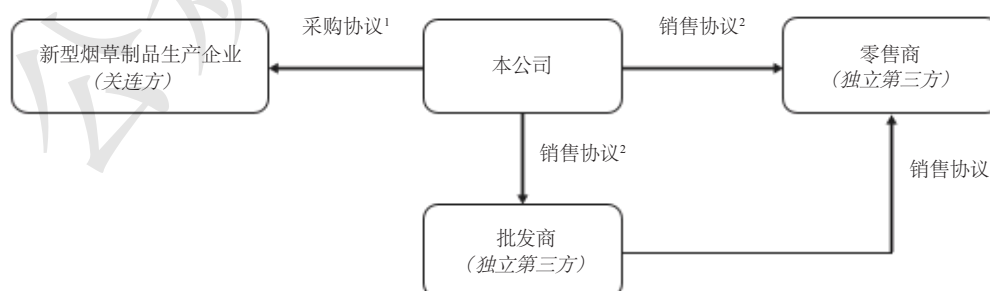 采购协议¹
销售协议²
新型烟草制品生产企业
(关连方)
本公司
零售商
(独立第三方)
销售协议²
销售协议
批发商
(独立第三方)